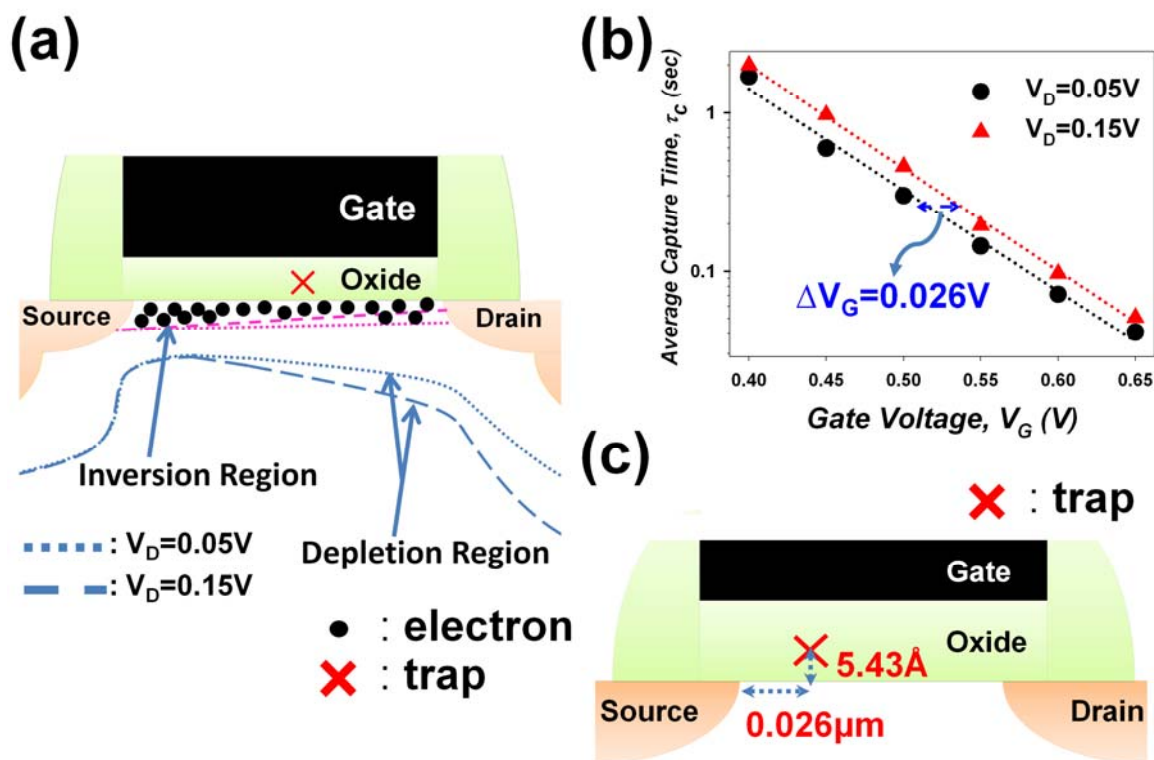 (a)
Gate
Oxide
Source
Drain
Inversion Region
Depletion Region
: V_D=0.05V
: V_D=0.15V
: electron
: trap
(b)
Average Capture Time, τ_C (sec)
1
0.1
V_D=0.05V
V_D=0.15V
ΔV_G=0.026V
0.40 0.45 0.50 0.55 0.60 0.65
Gate Voltage, V_G (V)
(c)
: trap
Gate
Oxide
5.43Å
Source
Drain
0.026μm